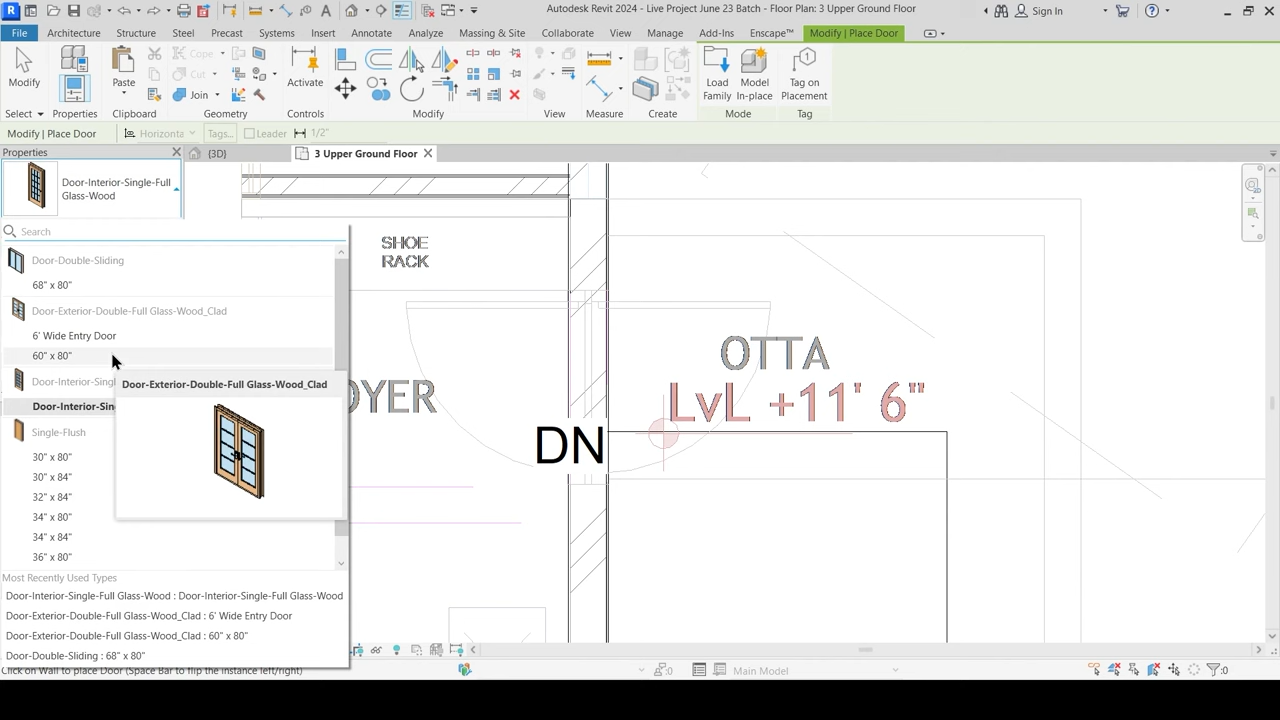 Autodesk Revit 2024 - Live Project June 23 Batch - Floor Plan: 3 Upper Ground Floor
Sign In
File Architecture Structure Steel Precast Systems Insert Annotate Analyze Massing & Site Collaborate View Manage Add-Ins Enscape™ Modify | Place Door
Modify
Paste
Cope
Cut
Join
Activate
Load Family
Model In-place
Tag on Placement
Select Properties Clipboard Geometry Controls Modify View Measure Create Mode Tag
Modify | Place Door Horizonta Tags... Leader 1/2"
Properties
{3D}
3 Upper Ground Floor
Door-Interior-Single-Full
Glass-Wood
Search
Door-Double-Sliding
68" x 80"
Door-Exterior-Double-Full Glass-Wood_Clad
6' Wide Entry Door
60" x 80"
Door-Interior-Singl
Door-Interior-Sin
Door-Exterior-Double-Full Glass-Wood_Clad
Single-Flush
30" x 80"
30" x 84"
32" x 84"
34" x 80"
34" x 84"
36" x 80"
Most Recently Used Types
Door-Interior-Single-Full Glass-Wood : Door-Interior-Single-Full Glass-Wood
Door-Exterior-Double-Full Glass-Wood_Clad : 6' Wide Entry Door
Door-Exterior-Double-Full Glass-Wood_Clad : 60" x 80"
Door-Double-Sliding : 68" x 80"
SHOE
RACK
OYER
OTTA
LvL +11' 6"
DN
Click on Wall to place Door (Space Bar to flip the instance left/right)
:0
Main Model
:0